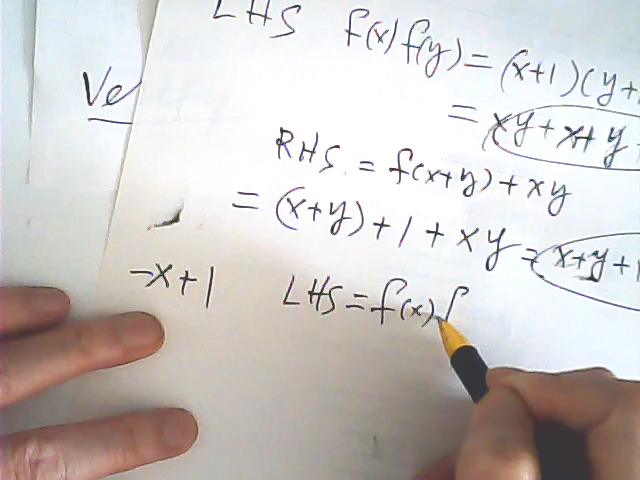 LHS f(x)f(y)=(x+1)(y+
Ve
=xy+x+y
RHS.=f(x+y)+xy
=(x+y)+1+xy=x+y+1
-x+1 LHS=f(x)f